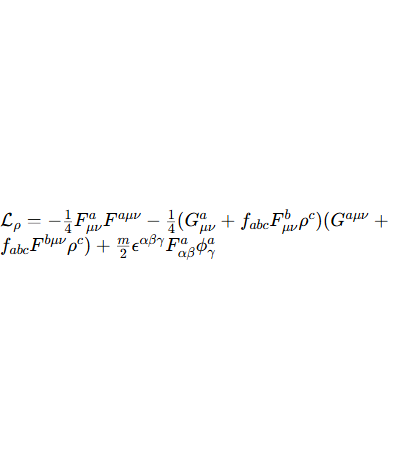 $\mathcal{L}_\rho = -\frac{1}{4}F^a_{\mu\nu}F^{a\mu\nu} - \frac{1}{4}(G^a_{\mu\nu} + f_{abc}F^b_{\mu\nu}\rho^c)(G^{a\mu\nu} +$
$f_{abc}F^{b\mu\nu}\rho^c) + \frac{m}{2}\epsilon^{\alpha\beta\gamma}F^a_{\alpha\beta}\phi^a_\gamma$